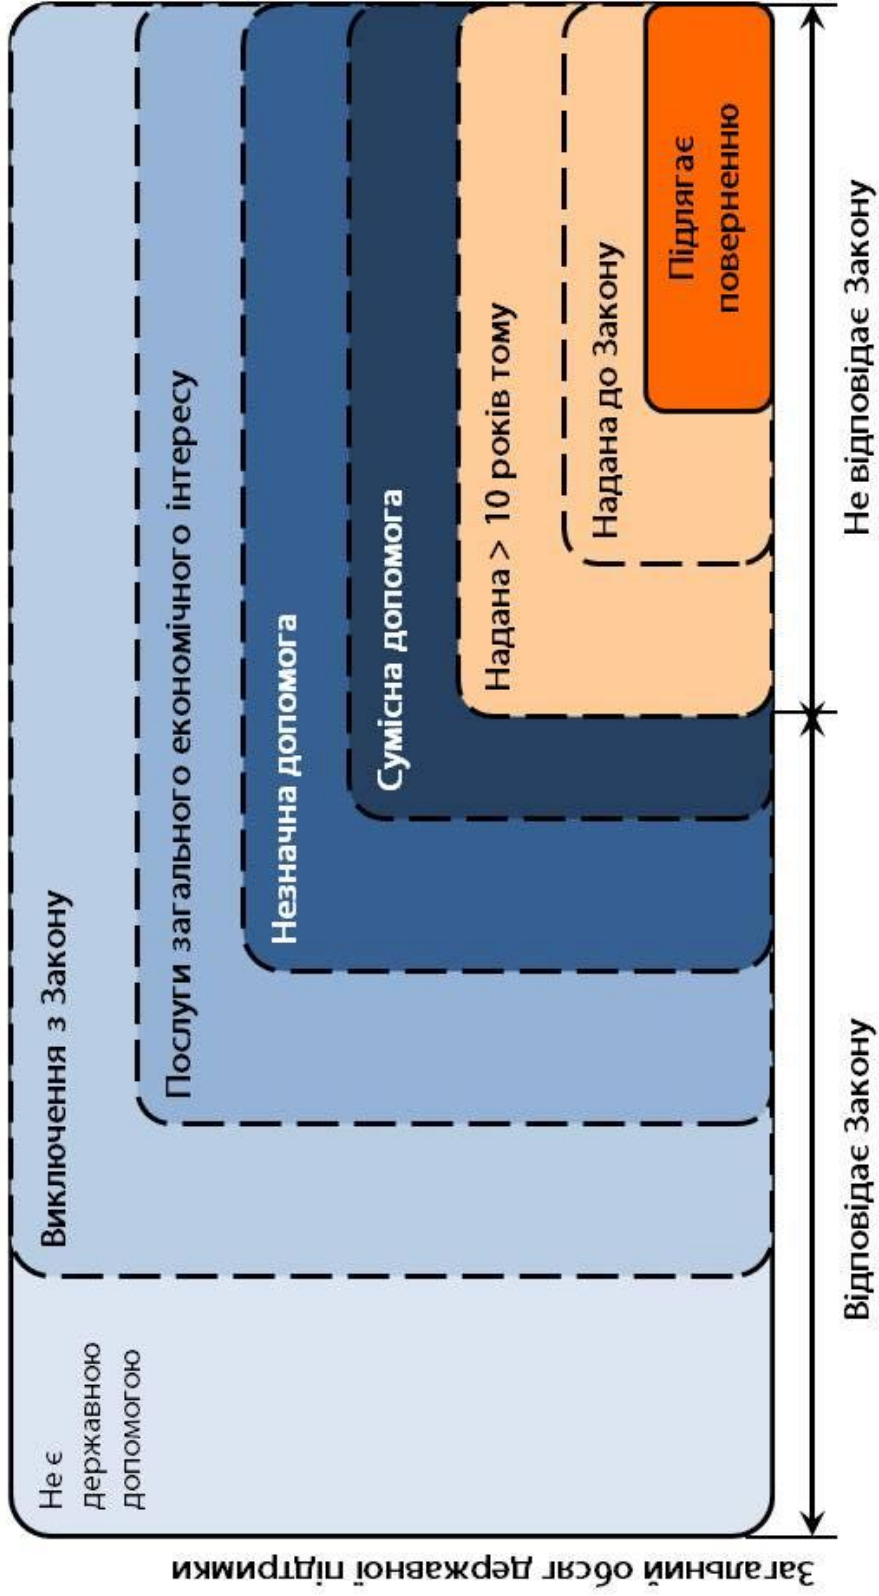 Загальний обсяг державної підтримки
Не є
державною
допомогою
Виключення з Закону
Послуги загального економічного інтересу
Незначна допомога
Сумісна допомога
Надана > 10 років тому
Надана до Закону
Підлягає
поверненню
Відповідає Закону
Не відповідає Закону